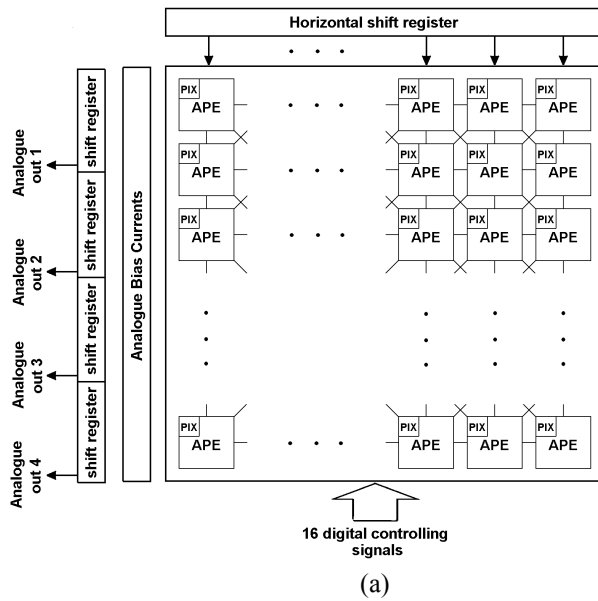 Horizontal shift register
shift register
shift register
shift register
shift register
Analogue
out 1
Analogue
out 2
Analogue
out 3
Analogue
out 4
Analogue Bias Currents
PIX
APE
PIX
APE
PIX
APE
PIX
APE
PIX
APE
PIX
APE
PIX
APE
PIX
APE
PIX
APE
PIX
APE
PIX
APE
PIX
APE
PIX
APE
PIX
APE
PIX
APE
PIX
APE
16 digital controlling
signals
(a)